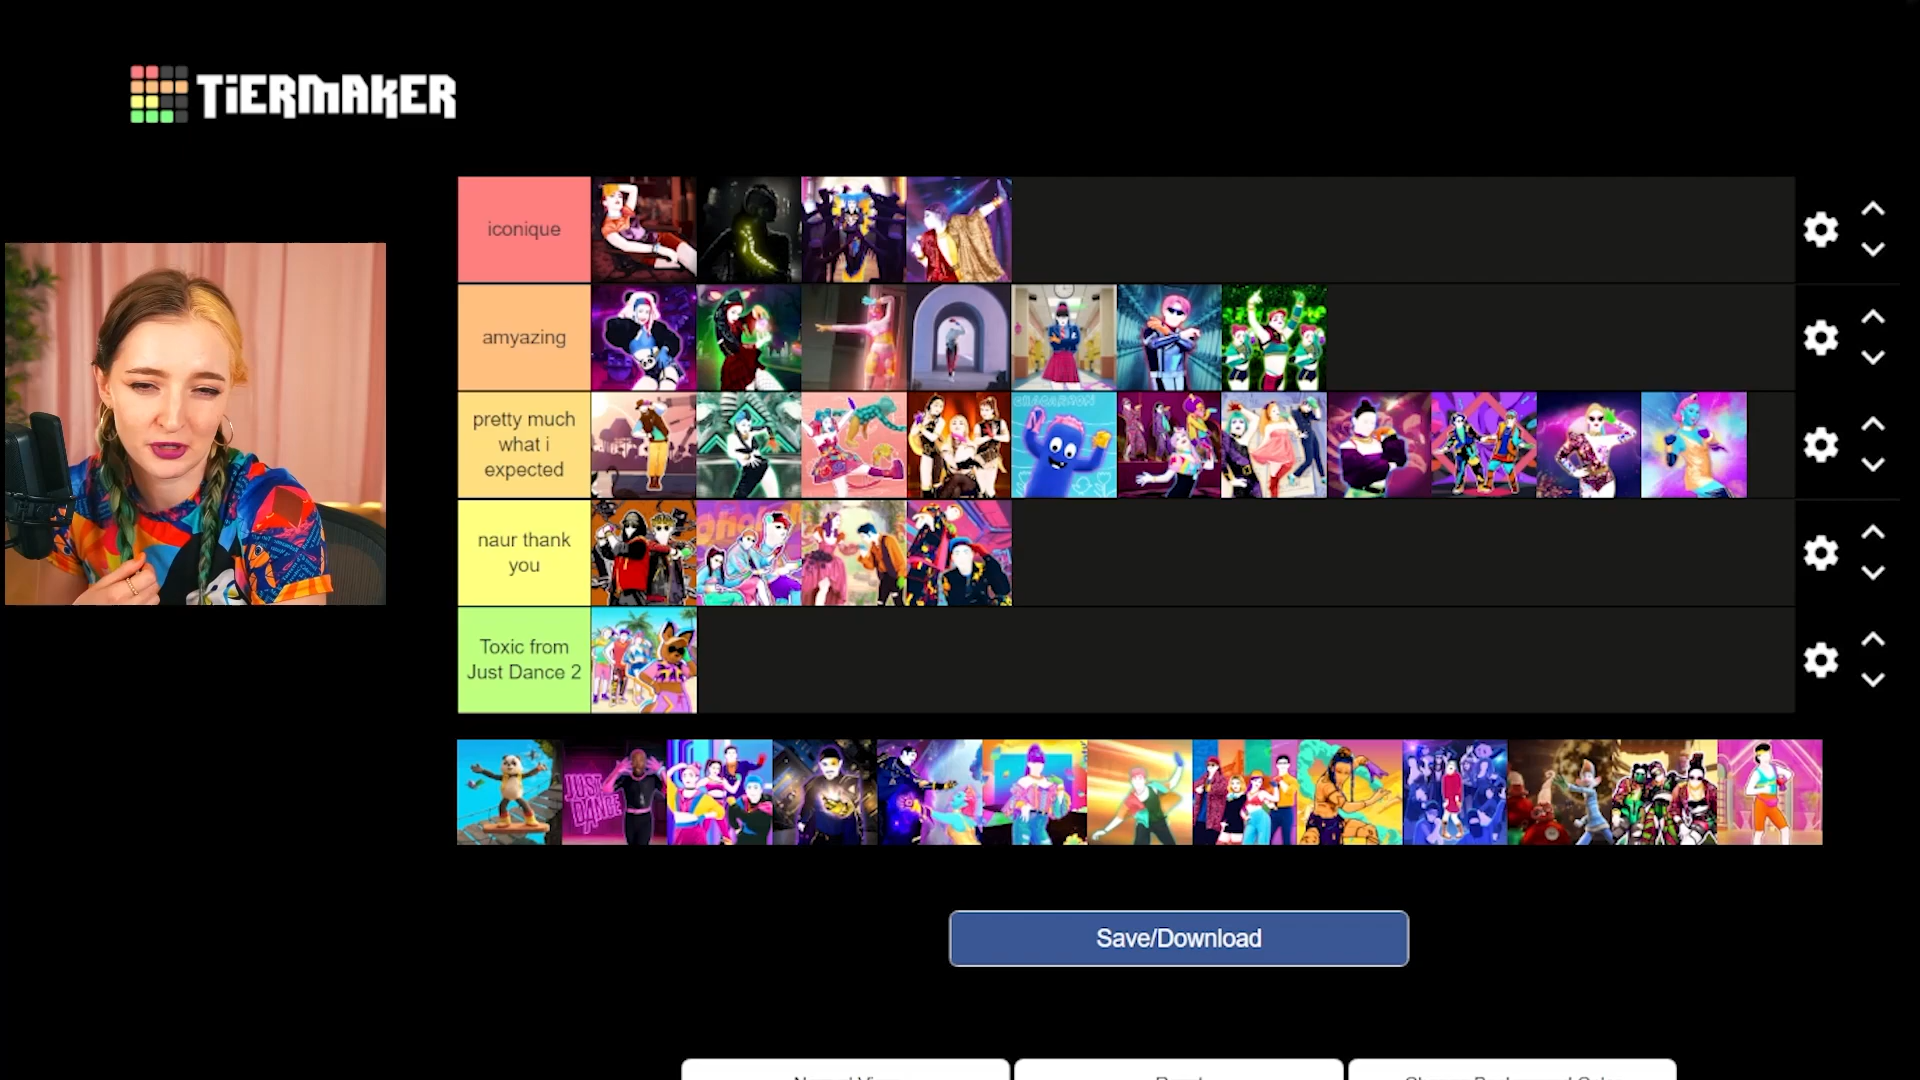 TiERMAKER
iconique
amyazing
pretty much
what i
expected
CHACARRON
naur thank
you
Toxic from
Just Dance 2
JUST
DANCE
Save/Download